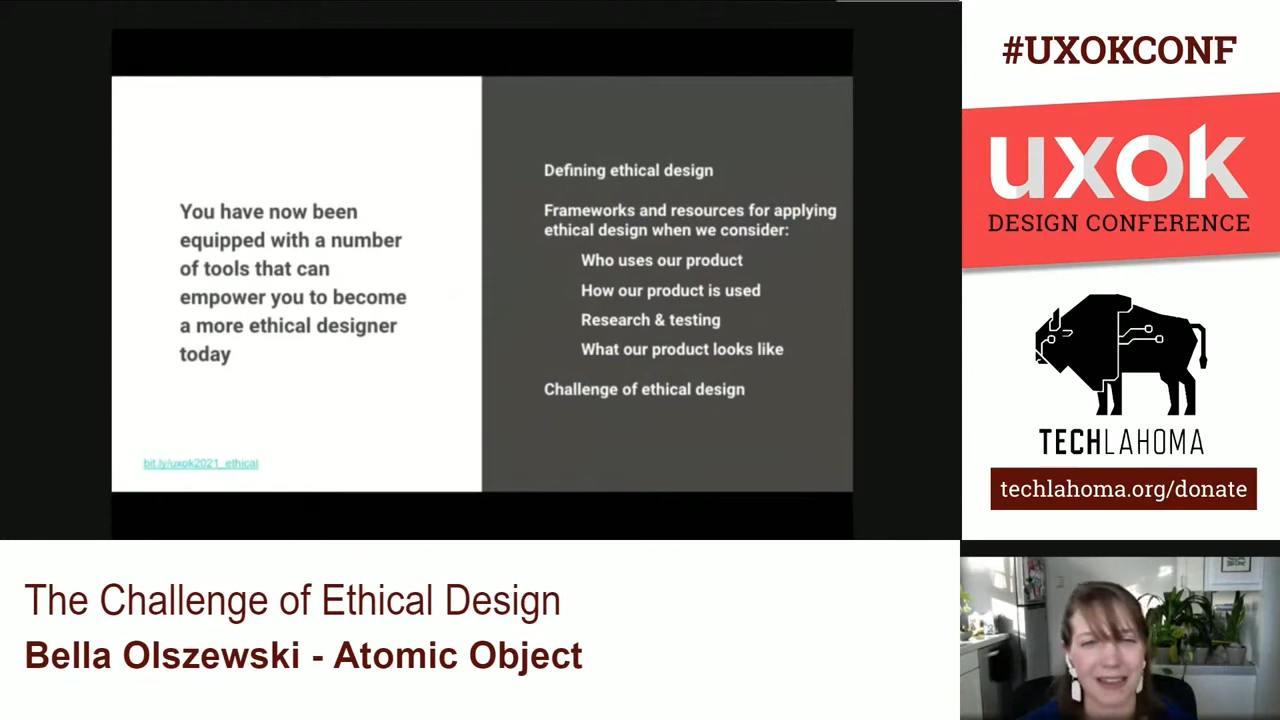 You have now been
equipped with a number
of tools that can
empower you to become
a more ethical designer
today
bit.ly/uxok2021_ethical
Defining ethical design
Frameworks and resources for applying
ethical design when we consider:
Who uses our product
How our product is used
Research & testing
What our product looks like
Challenge of ethical design
#UXOKCONF
uxok
DESIGN CONFERENCE
TECHLAHOMA
techlahoma.org/donate
The Challenge of Ethical Design
Bella Olszewski - Atomic Object